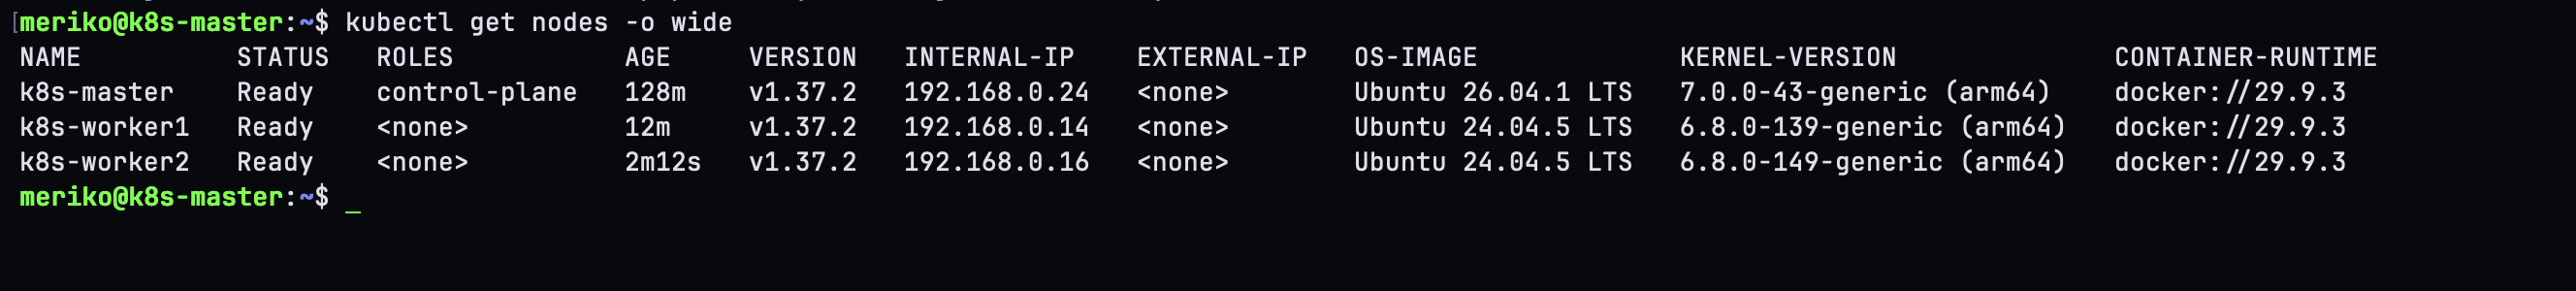 [meriko@k8s-master:~$ kubectl get nodes -o wide
NAME          STATUS   ROLES           AGE     VERSION   INTERNAL-IP    EXTERNAL-IP   OS-IMAGE             KERNEL-VERSION              CONTAINER-RUNTIME
k8s-master    Ready    control-plane   128m    v1.37.2   192.168.0.24   <none>        Ubuntu 26.04.1 LTS   7.0.0-43-generic (arm64)    docker://29.9.3
k8s-worker1   Ready    <none>          12m     v1.37.2   192.168.0.14   <none>        Ubuntu 24.04.5 LTS   6.8.0-139-generic (arm64)   docker://29.9.3
k8s-worker2   Ready    <none>          2m12s   v1.37.2   192.168.0.16   <none>        Ubuntu 24.04.5 LTS   6.8.0-149-generic (arm64)   docker://29.9.3
meriko@k8s-master:~$ _